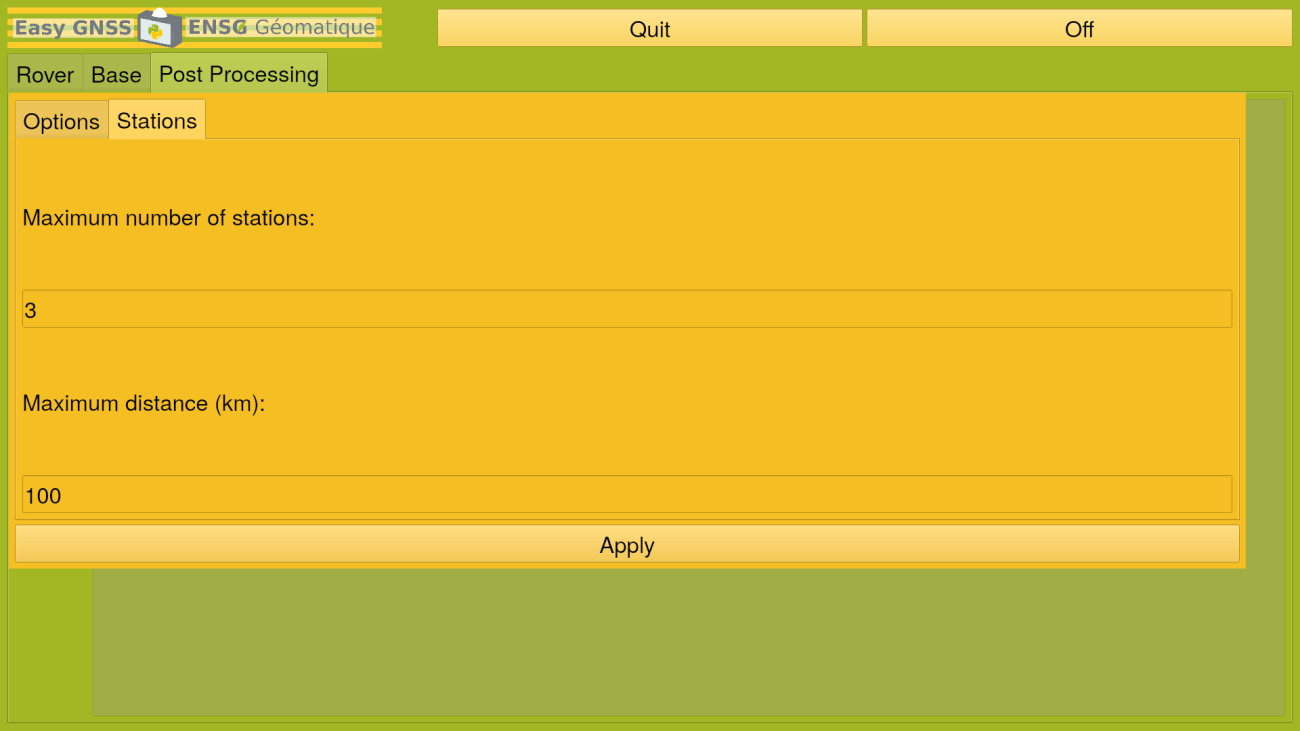 Easy GNSS ENSG Géomatique
Quit
Off
Rover
Base
Post Processing
Options
Stations
Maximum number of stations:
3
Maximum distance (km):
100
Apply